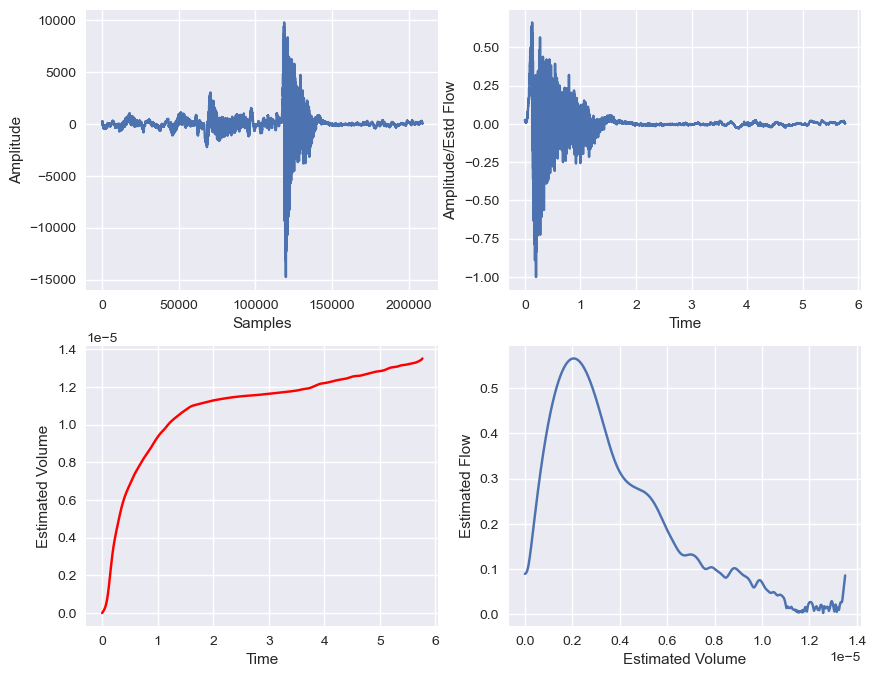 10000
5000
0
−5000
−10000
−15000
Amplitude
0 50000 100000 150000 200000
Samples
0.50
0.25
0.00
−0.25
−0.50
−0.75
−1.00
Amplitude/Estd Flow
0 1 2 3 4 5 6
Time
1e−5
1.4
1.2
1.0
0.8
0.6
0.4
0.2
0.0
Estimated Volume
0 1 2 3 4 5 6
Time
0.5
0.4
0.3
0.2
0.1
0.0
Estimated Flow
0.0 0.2 0.4 0.6 0.8 1.0 1.2 1.4
1e−5
Estimated Volume